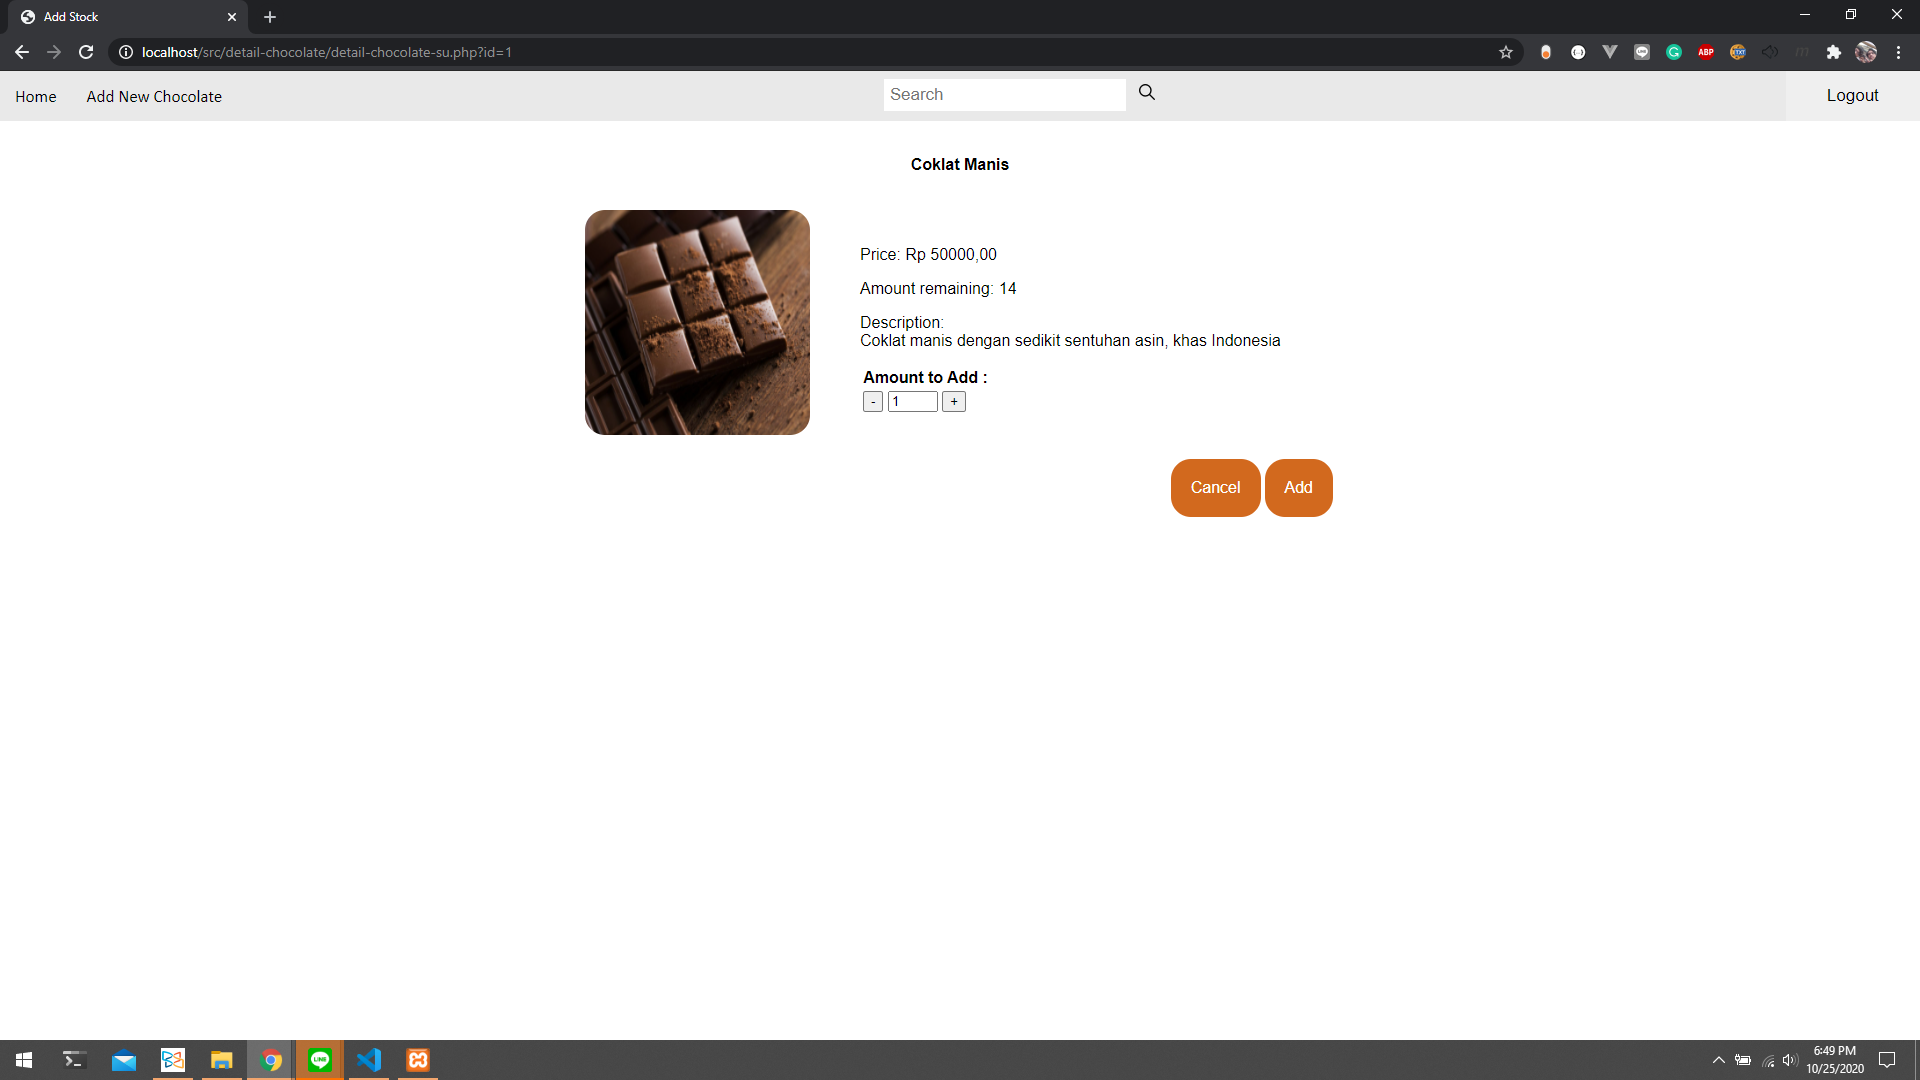 Add Stock
localhost/src/detail-chocolate/detail-chocolate-su.php?id=1
ABP
Home
Add New Chocolate
Search
Logout
Coklat Manis
Price: Rp 50000,00
Amount remaining: 14
Description:
Coklat manis dengan sedikit sentuhan asin, khas Indonesia
Amount to Add :
- 1 +
Cancel
Add
LINE
6:49 PM
10/25/2020